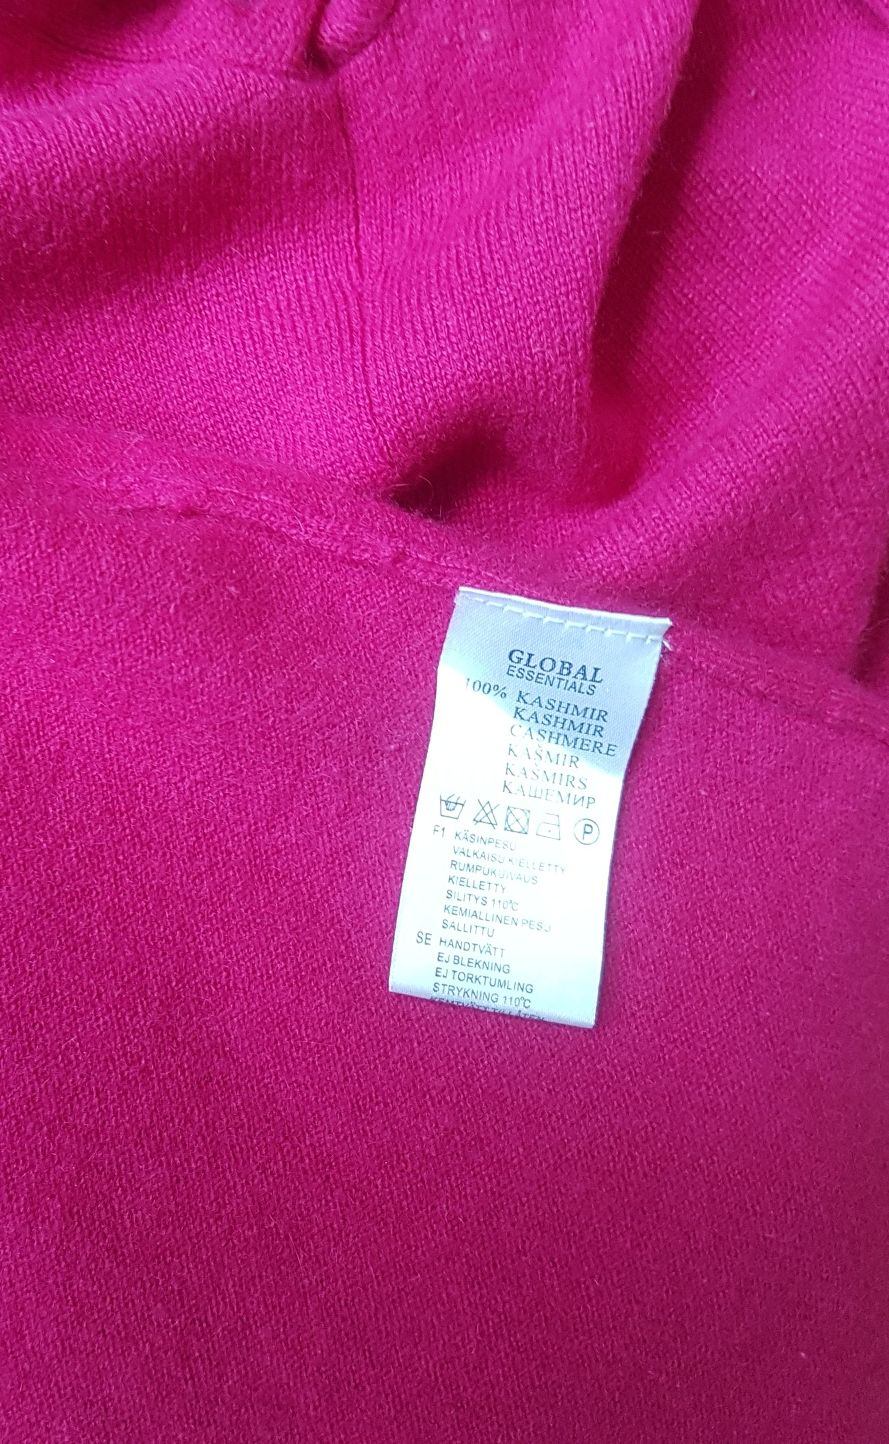 GLOBAL
ESSENTIALS
100% KASHMIR
KASHMIR
CASHMERE
KAŠMIR
KAŠMIRS
КАШЕМИР
P
F1 KÄSINPESU
VALKAISU KIELLETTY
RUMPUKUIVAUS
KIELLETTY
SILITYS 110℃
KEMIALLINEN PESU
SALLITTU
SE HANDTVÄTT
EJ BLEKNING
EJ TORKTUMLING
STRYKNING 110℃